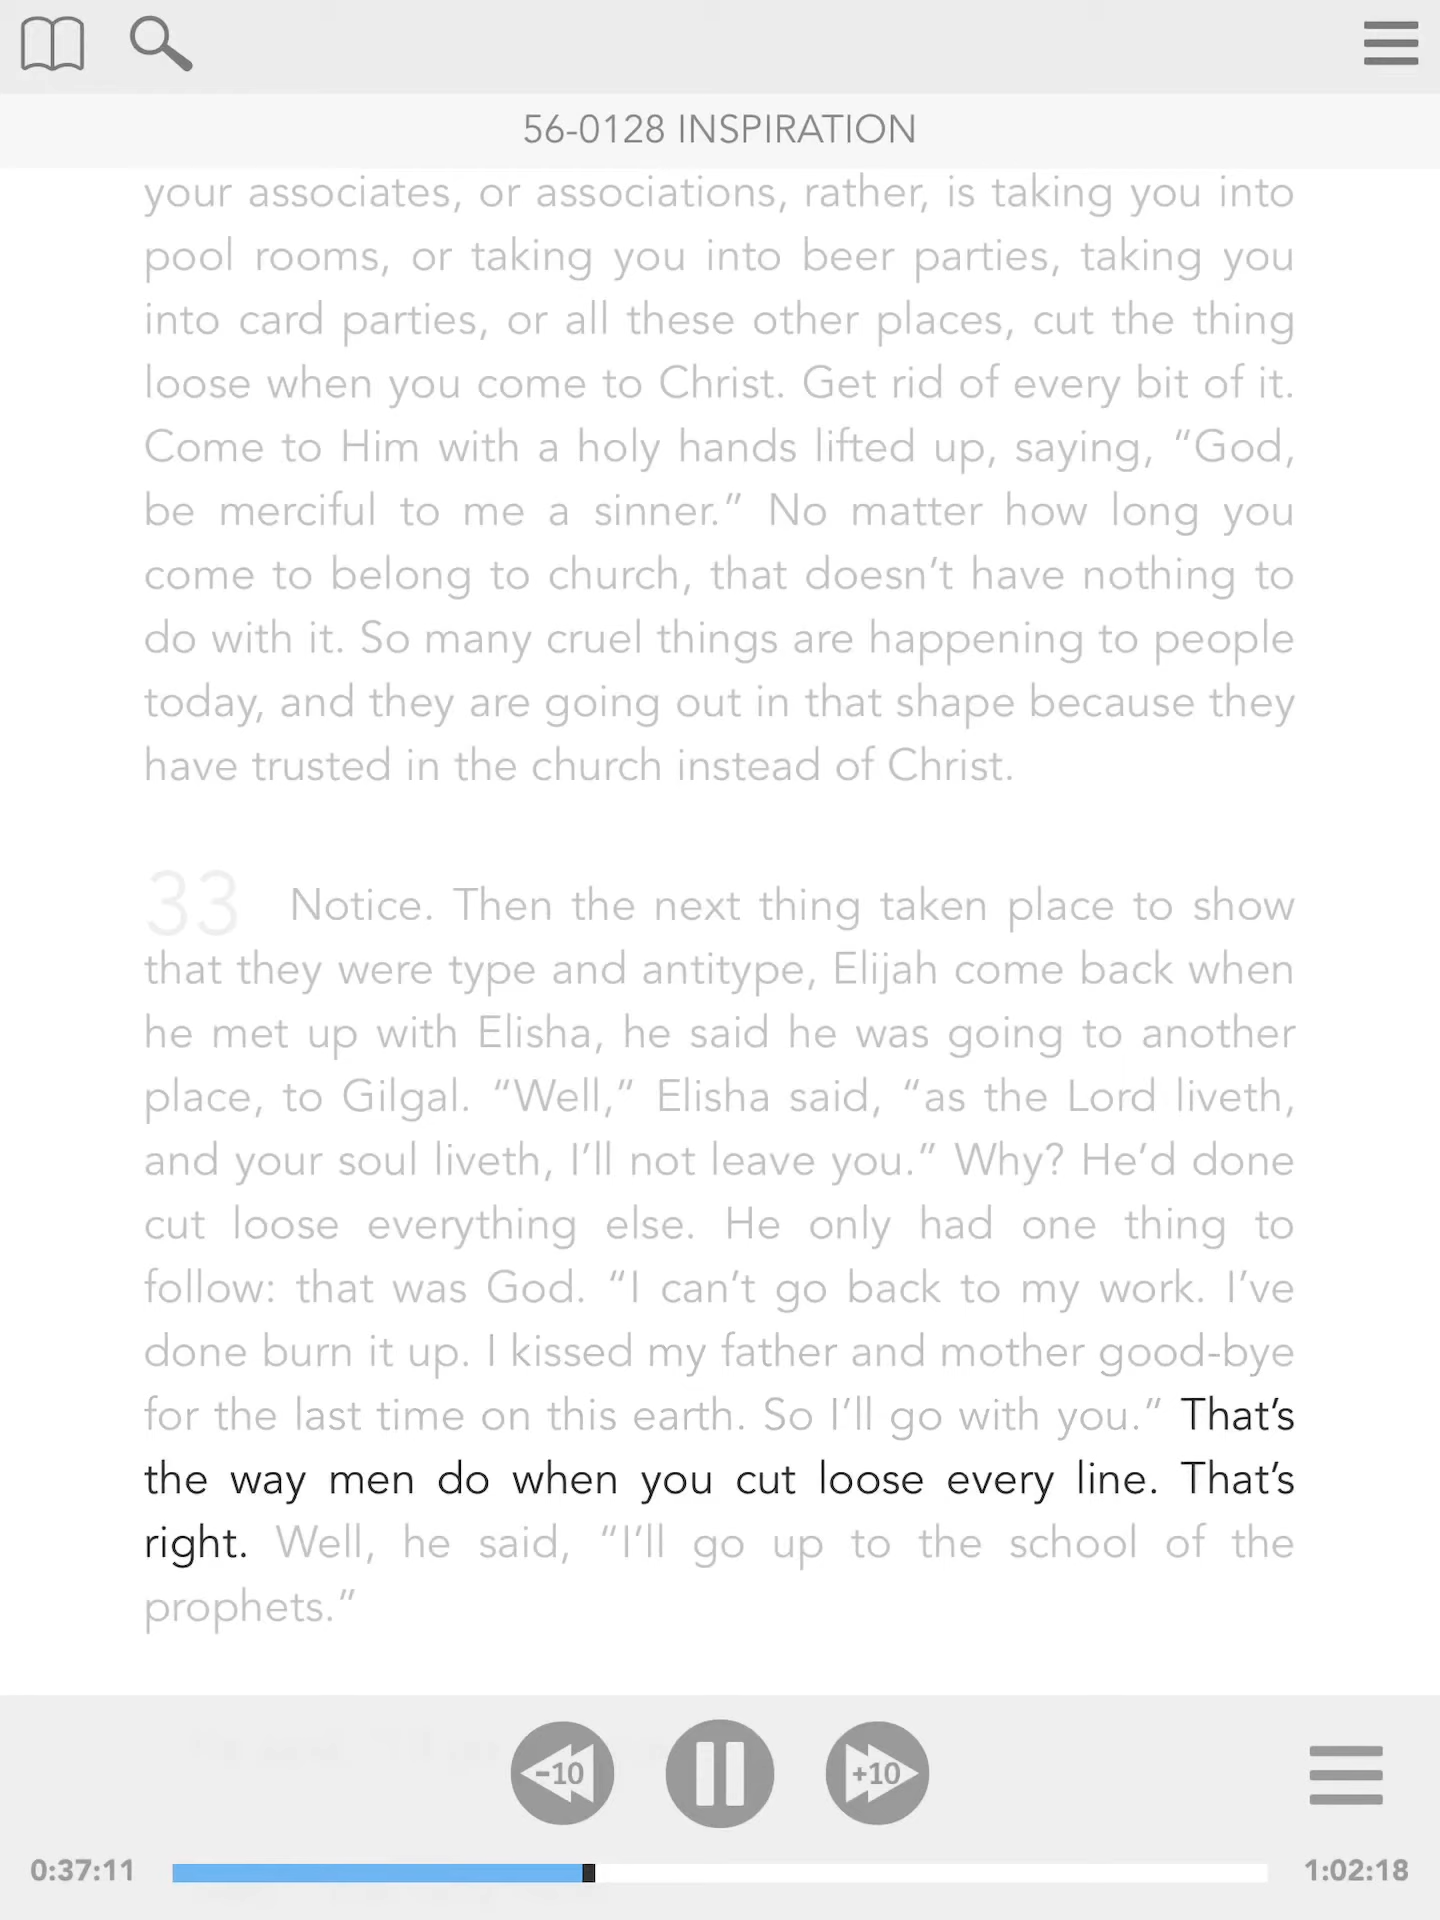 56-0128 INSPIRATION
your associates, or associations, rather, is taking you into
pool rooms, or taking you into beer parties, taking you
into card parties, or all these other places, cut the thing
loose when you come to Christ. Get rid of every bit of it.
Come to Him with a holy hands lifted up, saying, “God,
be merciful to me a sinner.” No matter how long you
come to belong to church, that doesn’t have nothing to
do with it. So many cruel things are happening to people
today, and they are going out in that shape because they
have trusted in the church instead of Christ.
33 Notice. Then the next thing taken place to show
that they were type and antitype, Elijah come back when
he met up with Elisha, he said he was going to another
place, to Gilgal. “Well,” Elisha said, “as the Lord liveth,
and your soul liveth, I’ll not leave you.” Why? He’d done
cut loose everything else. He only had one thing to
follow: that was God. “I can’t go back to my work. I’ve
done burn it up. I kissed my father and mother good-bye
for the last time on this earth. So I’ll go with you.” That’s
the way men do when you cut loose every line. That’s
right. Well, he said, “I’ll go up to the school of the
prophets.”
-10 +10
0:37:11 1:02:18